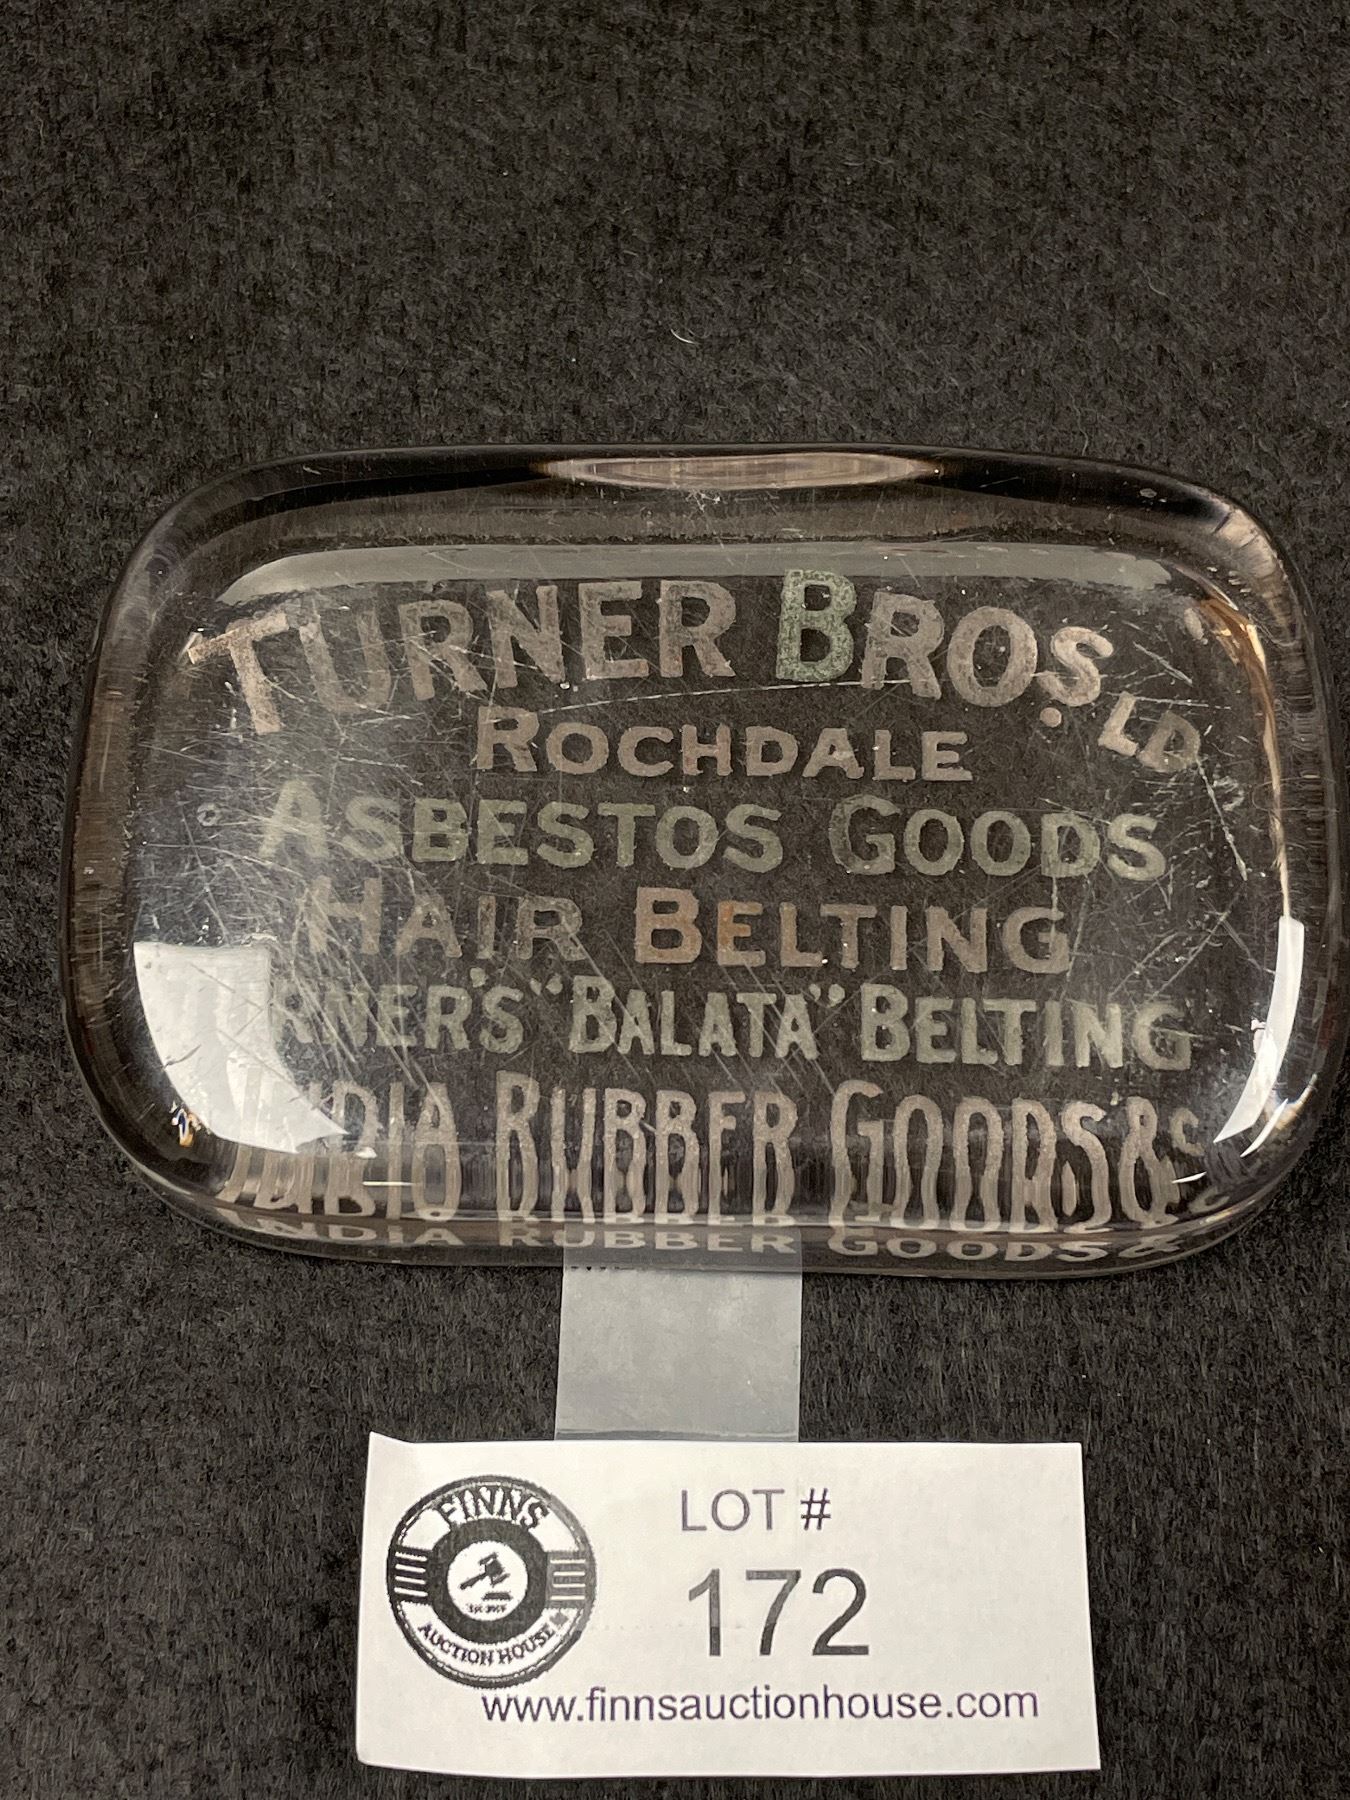 TURNER BROS. LD
ROCHDALE
ASBESTOS GOODS
HAIR BELTING
TURNER'S "BALATA" BELTING
INDIA RUBBER GOODS &c
INDIA RUBBER GOODS &c
FINNS
AUCTION HOUSE
LOT #
172
www.finnsauctionhouse.com